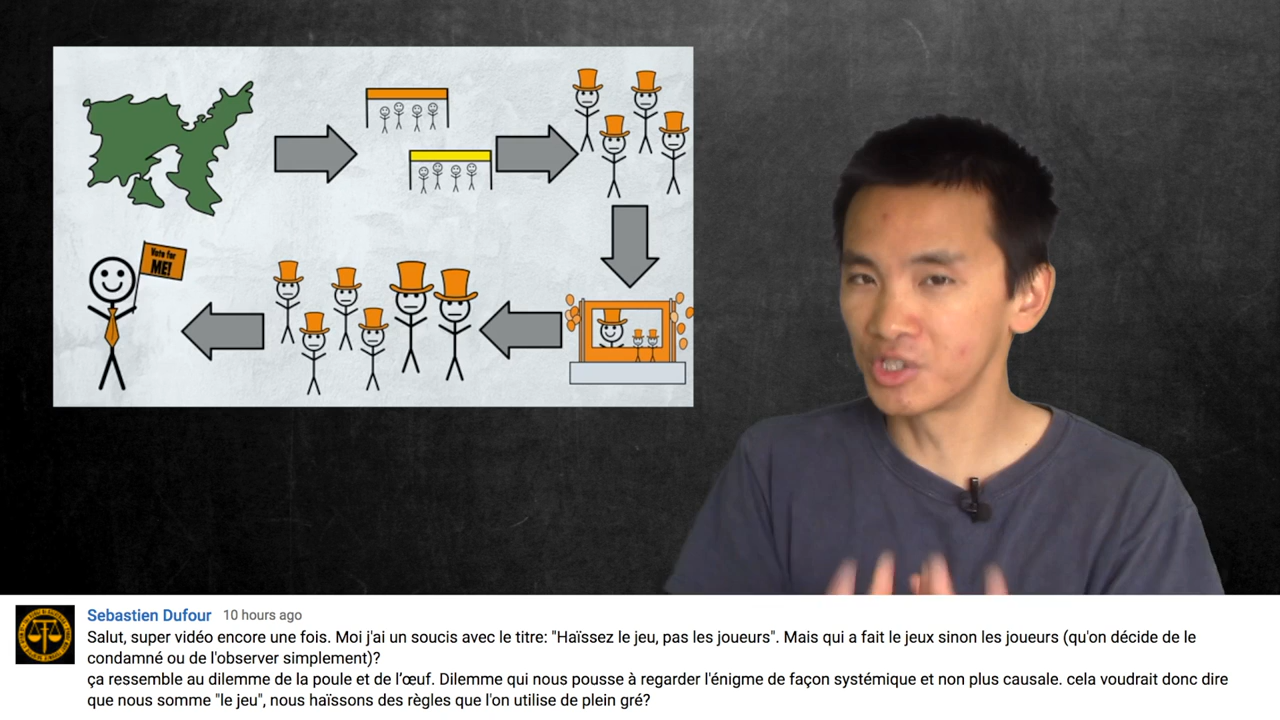 Vote for
ME!
Sebastien Dufour 10 hours ago
Salut, super vidéo encore une fois. Moi j'ai un soucis avec le titre: "Haïssez le jeu, pas les joueurs". Mais qui a fait le jeux sinon les joueurs (qu'on décide de le
condamné ou de l'observer simplement)?
ça ressemble au dilemme de la poule et de l’œuf. Dilemme qui nous pousse à regarder l'énigme de façon systémique et non plus causale. cela voudrait donc dire
que nous somme "le jeu", nous haïssons des règles que l'on utilise de plein gré?